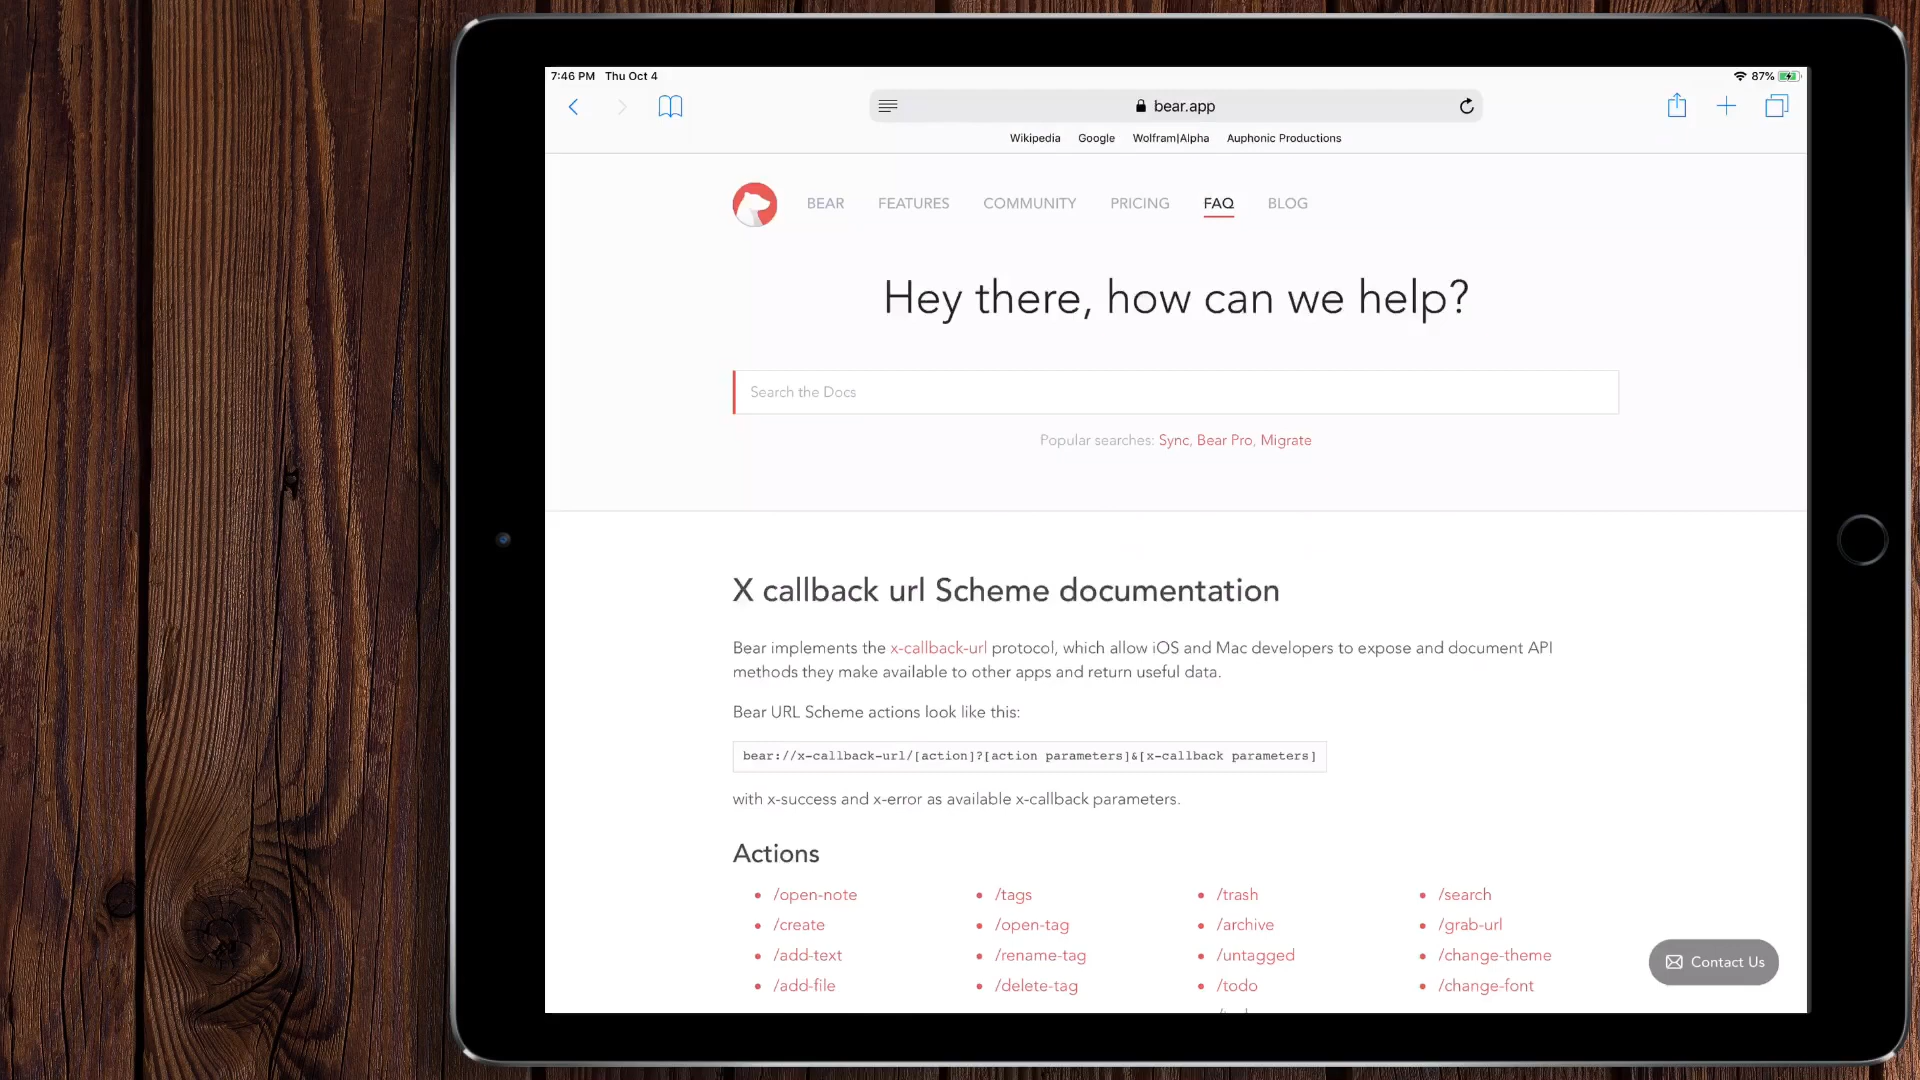 7:46 PM Thu Oct 4
87%
bear.app
Wikipedia Google Wolfram|Alpha Auphonic Productions
BEAR FEATURES COMMUNITY PRICING FAQ BLOG
Hey there, how can we help?
Search the Docs
Popular searches: Sync, Bear Pro, Migrate
X callback url Scheme documentation
Bear implements the x-callback-url protocol, which allow iOS and Mac developers to expose and document API
methods they make available to other apps and return useful data.
Bear URL Scheme actions look like this:
bear://x-callback-url/[action]?[action parameters]&[x-callback parameters]
with x-success and x-error as available x-callback parameters.
Actions
• /open-note • /tags • /trash • /search
• /create • /open-tag • /archive • /grab-url
• /add-text • /rename-tag • /untagged • /change-theme
• /add-file • /delete-tag • /todo • /change-font
Contact Us